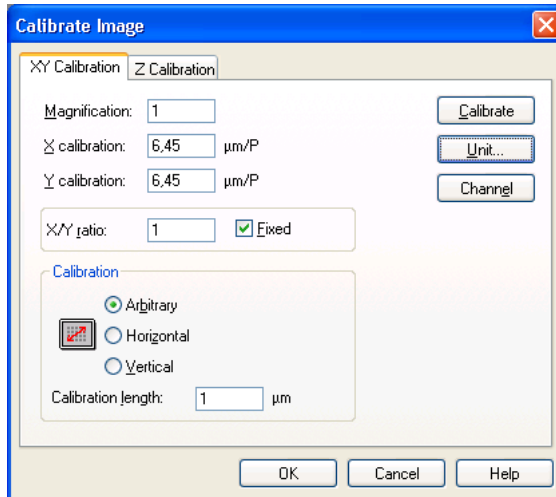 Calibrate Image
XY Calibration Z Calibration
Magnification: 1 Calibrate
X calibration: 6,45 µm/P Unit...
Y calibration: 6,45 µm/P Channel
X/Y ratio: 1 Fixed
Calibration
Arbitrary
Horizontal
Vertical
Calibration length: 1 µm
OK Cancel Help